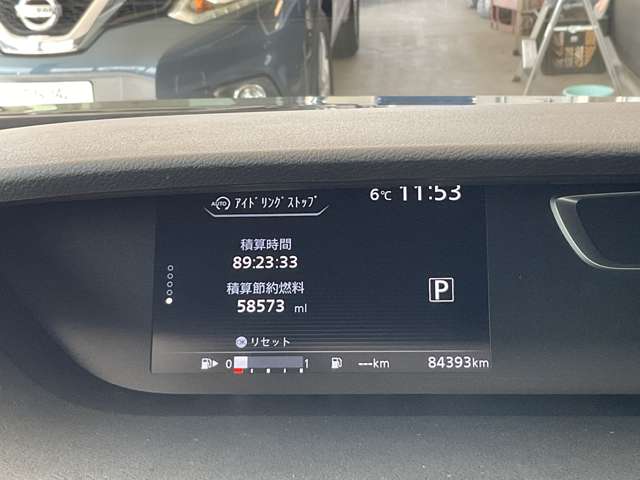 6℃ 11:53
AUTO ｱｲﾄﾞﾘﾝｸﾞｽﾄｯﾌﾟ
積算時間
89:23:33
積算節約燃料
58573 ml
P
リセット
0 1 ---km 84393km